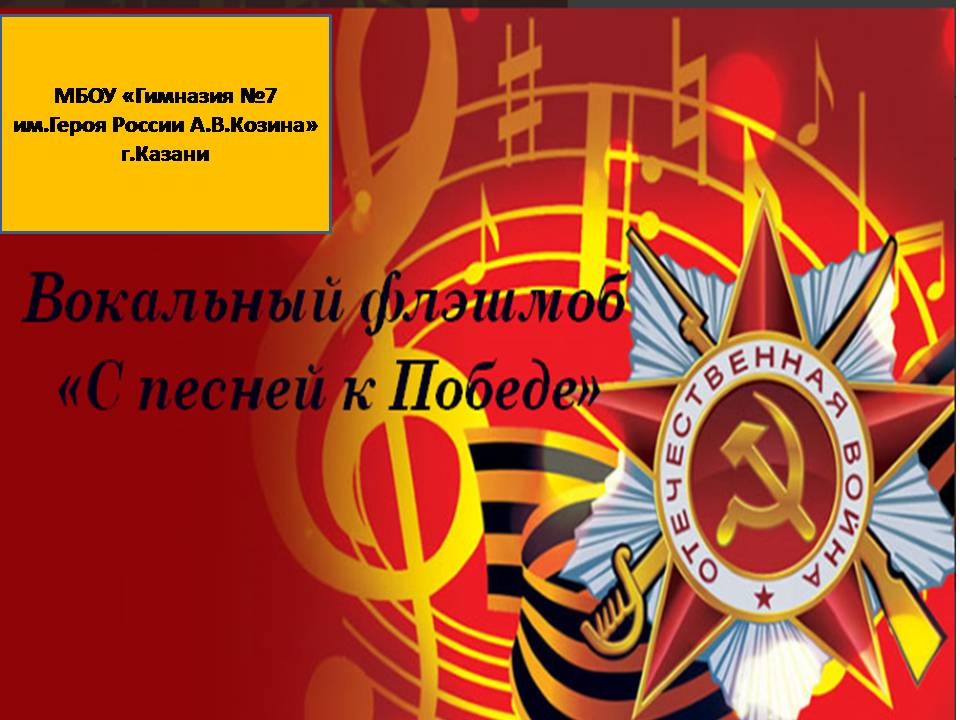 МБОУ «Гимназия №7
им.Героя России А.В.Козина»
г.Казани
Вокальный флэшмоб
«С песней к Победе»
ОТЕЧЕСТВЕННАЯ ВОЙНА